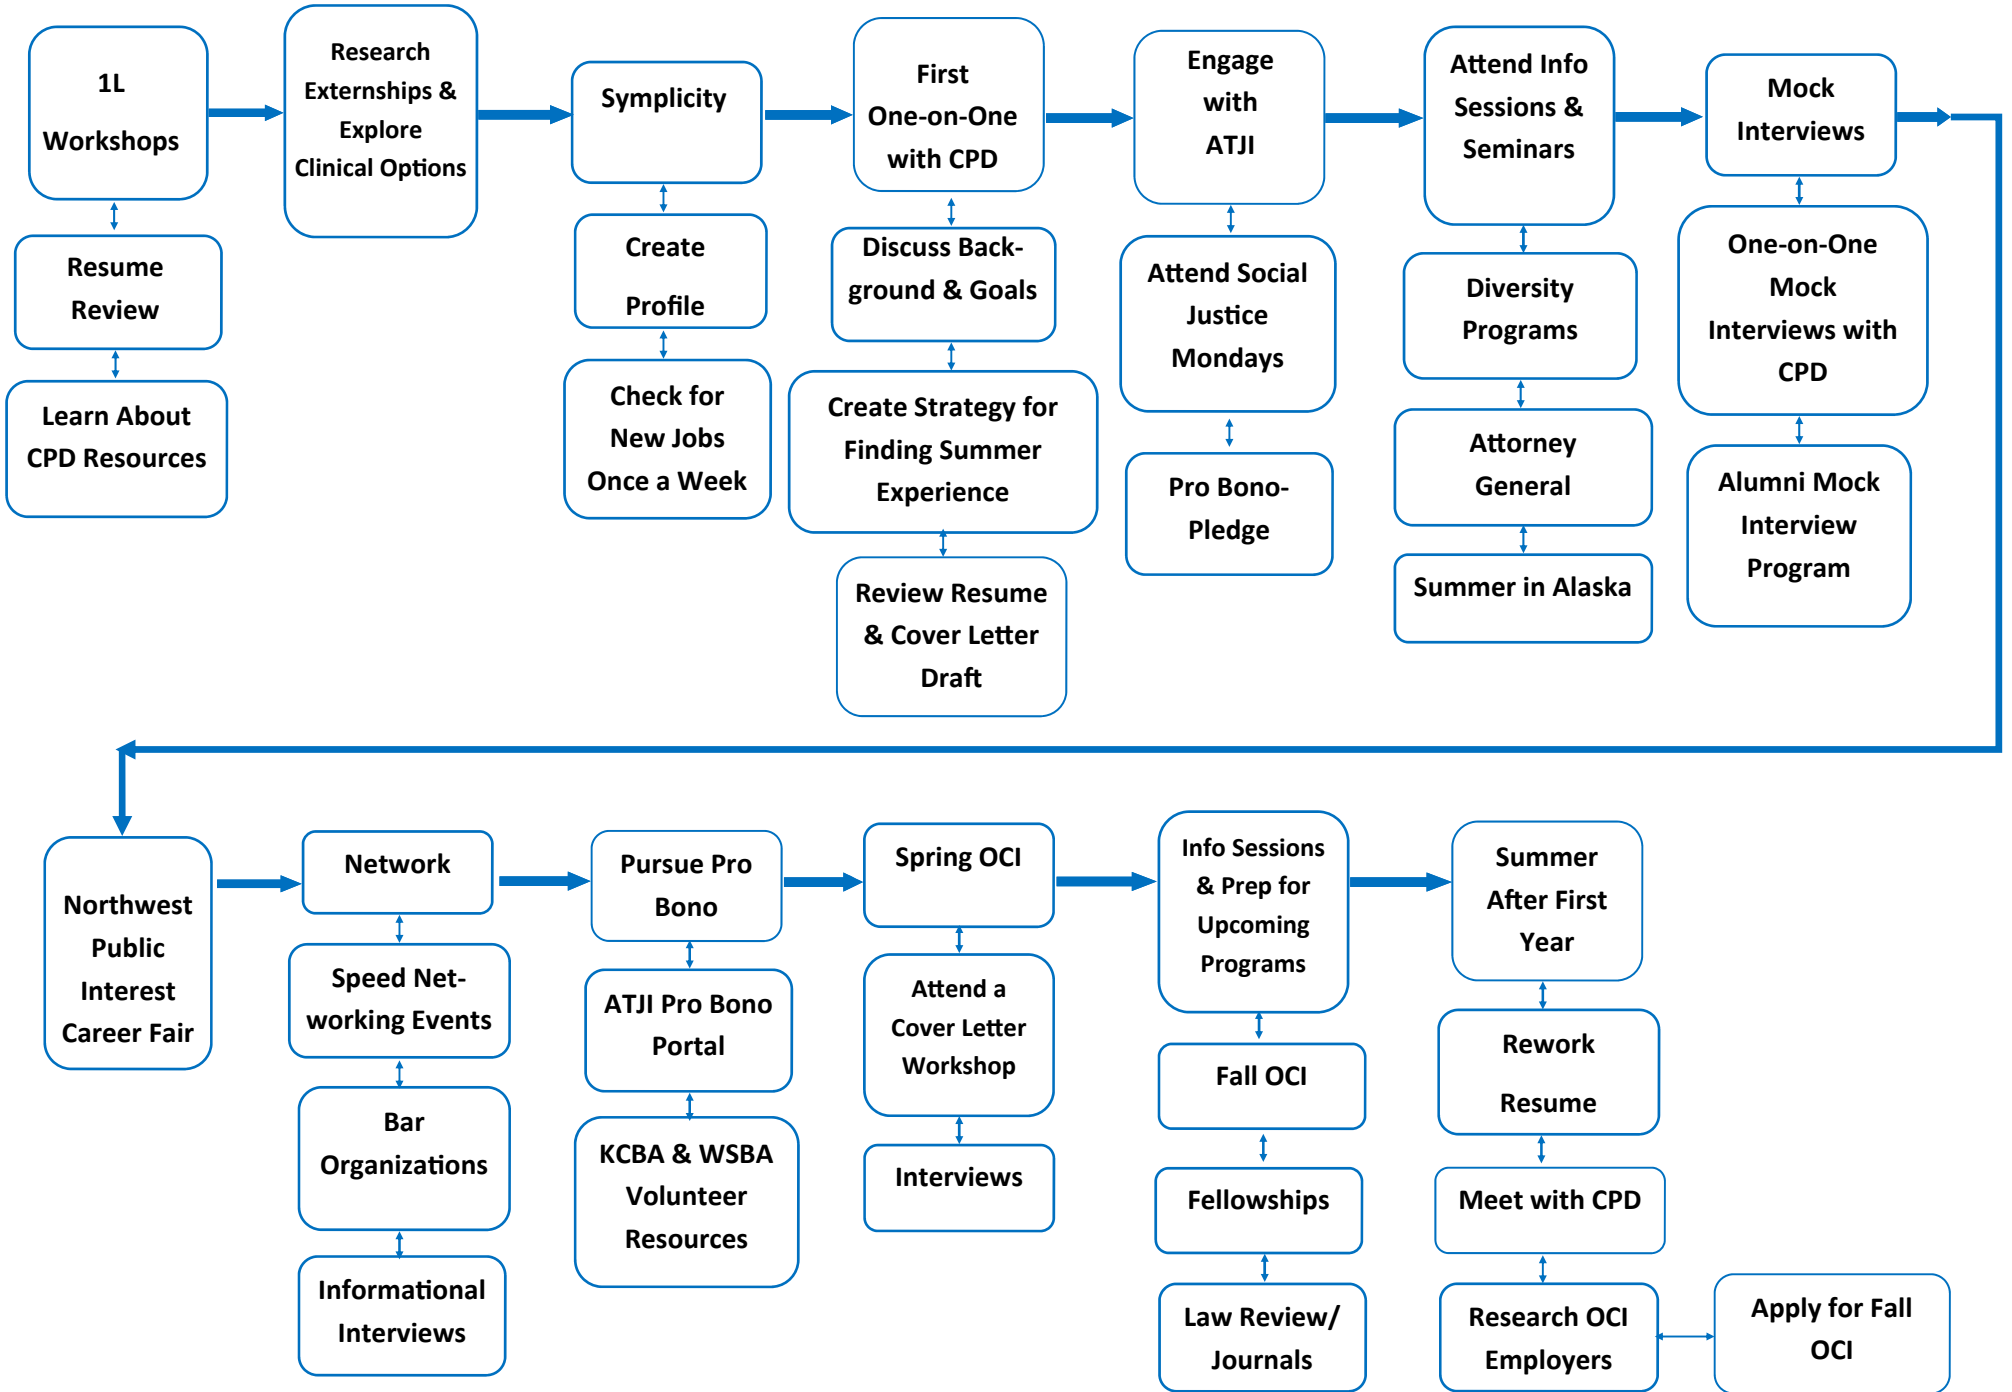 1L
Workshops
Research
Externships &
Explore
Clinical Options
Symplicity
First
One-on-One
with CPD
Engage
with
ATJI
Attend Info
Sessions &
Seminars
Mock
Interviews
Resume
Review
Learn About
CPD Resources
Create
Profile
Check for
New Jobs
Once a Week
Discuss Back-
ground & Goals
Create Strategy for
Finding Summer
Experience
Review Resume
& Cover Letter
Draft
Attend Social
Justice
Mondays
Pro Bono-
Pledge
Diversity
Programs
Attorney
General
Summer in Alaska
One-on-One
Mock
Interviews with
CPD
Alumni Mock
Interview
Program
Northwest
Public
Interest
Career Fair
Network
Speed Net-
working Events
Bar
Organizations
Informational
Interviews
Pursue Pro
Bono
ATJI Pro Bono
Portal
KCBA & WSBA
Volunteer
Resources
Spring OCI
Attend a
Cover Letter
Workshop
Interviews
Info Sessions
& Prep for
Upcoming
Programs
Fall OCI
Fellowships
Law Review/
Journals
Summer
After First
Year
Rework
Resume
Meet with CPD
Research OCI
Employers
Apply for Fall
OCI